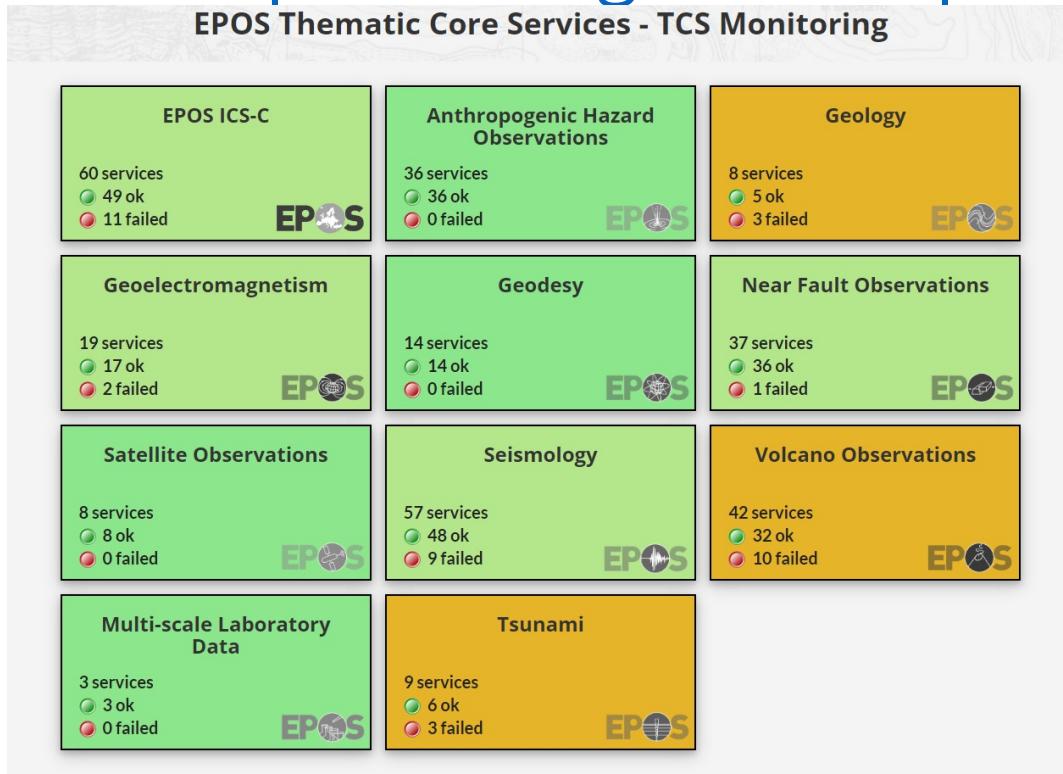 EPOS Thematic Core Services - TCS Monitoring
EPOS ICS-C
60 services
49 ok
11 failed
EPOS
Anthropogenic Hazard
Observations
36 services
36 ok
0 failed
EPOS
Geology
8 services
5 ok
3 failed
EPOS
Geoelectromagnetism
19 services
17 ok
2 failed
EPOS
Geodesy
14 services
14 ok
0 failed
EPOS
Near Fault Observations
37 services
36 ok
1 failed
EPOS
Satellite Observations
8 services
8 ok
0 failed
EPOS
Seismology
57 services
48 ok
9 failed
EPOS
Volcano Observations
42 services
32 ok
10 failed
EPOS
Multi-scale Laboratory
Data
3 services
3 ok
0 failed
EPOS
Tsunami
9 services
6 ok
3 failed
EPOS